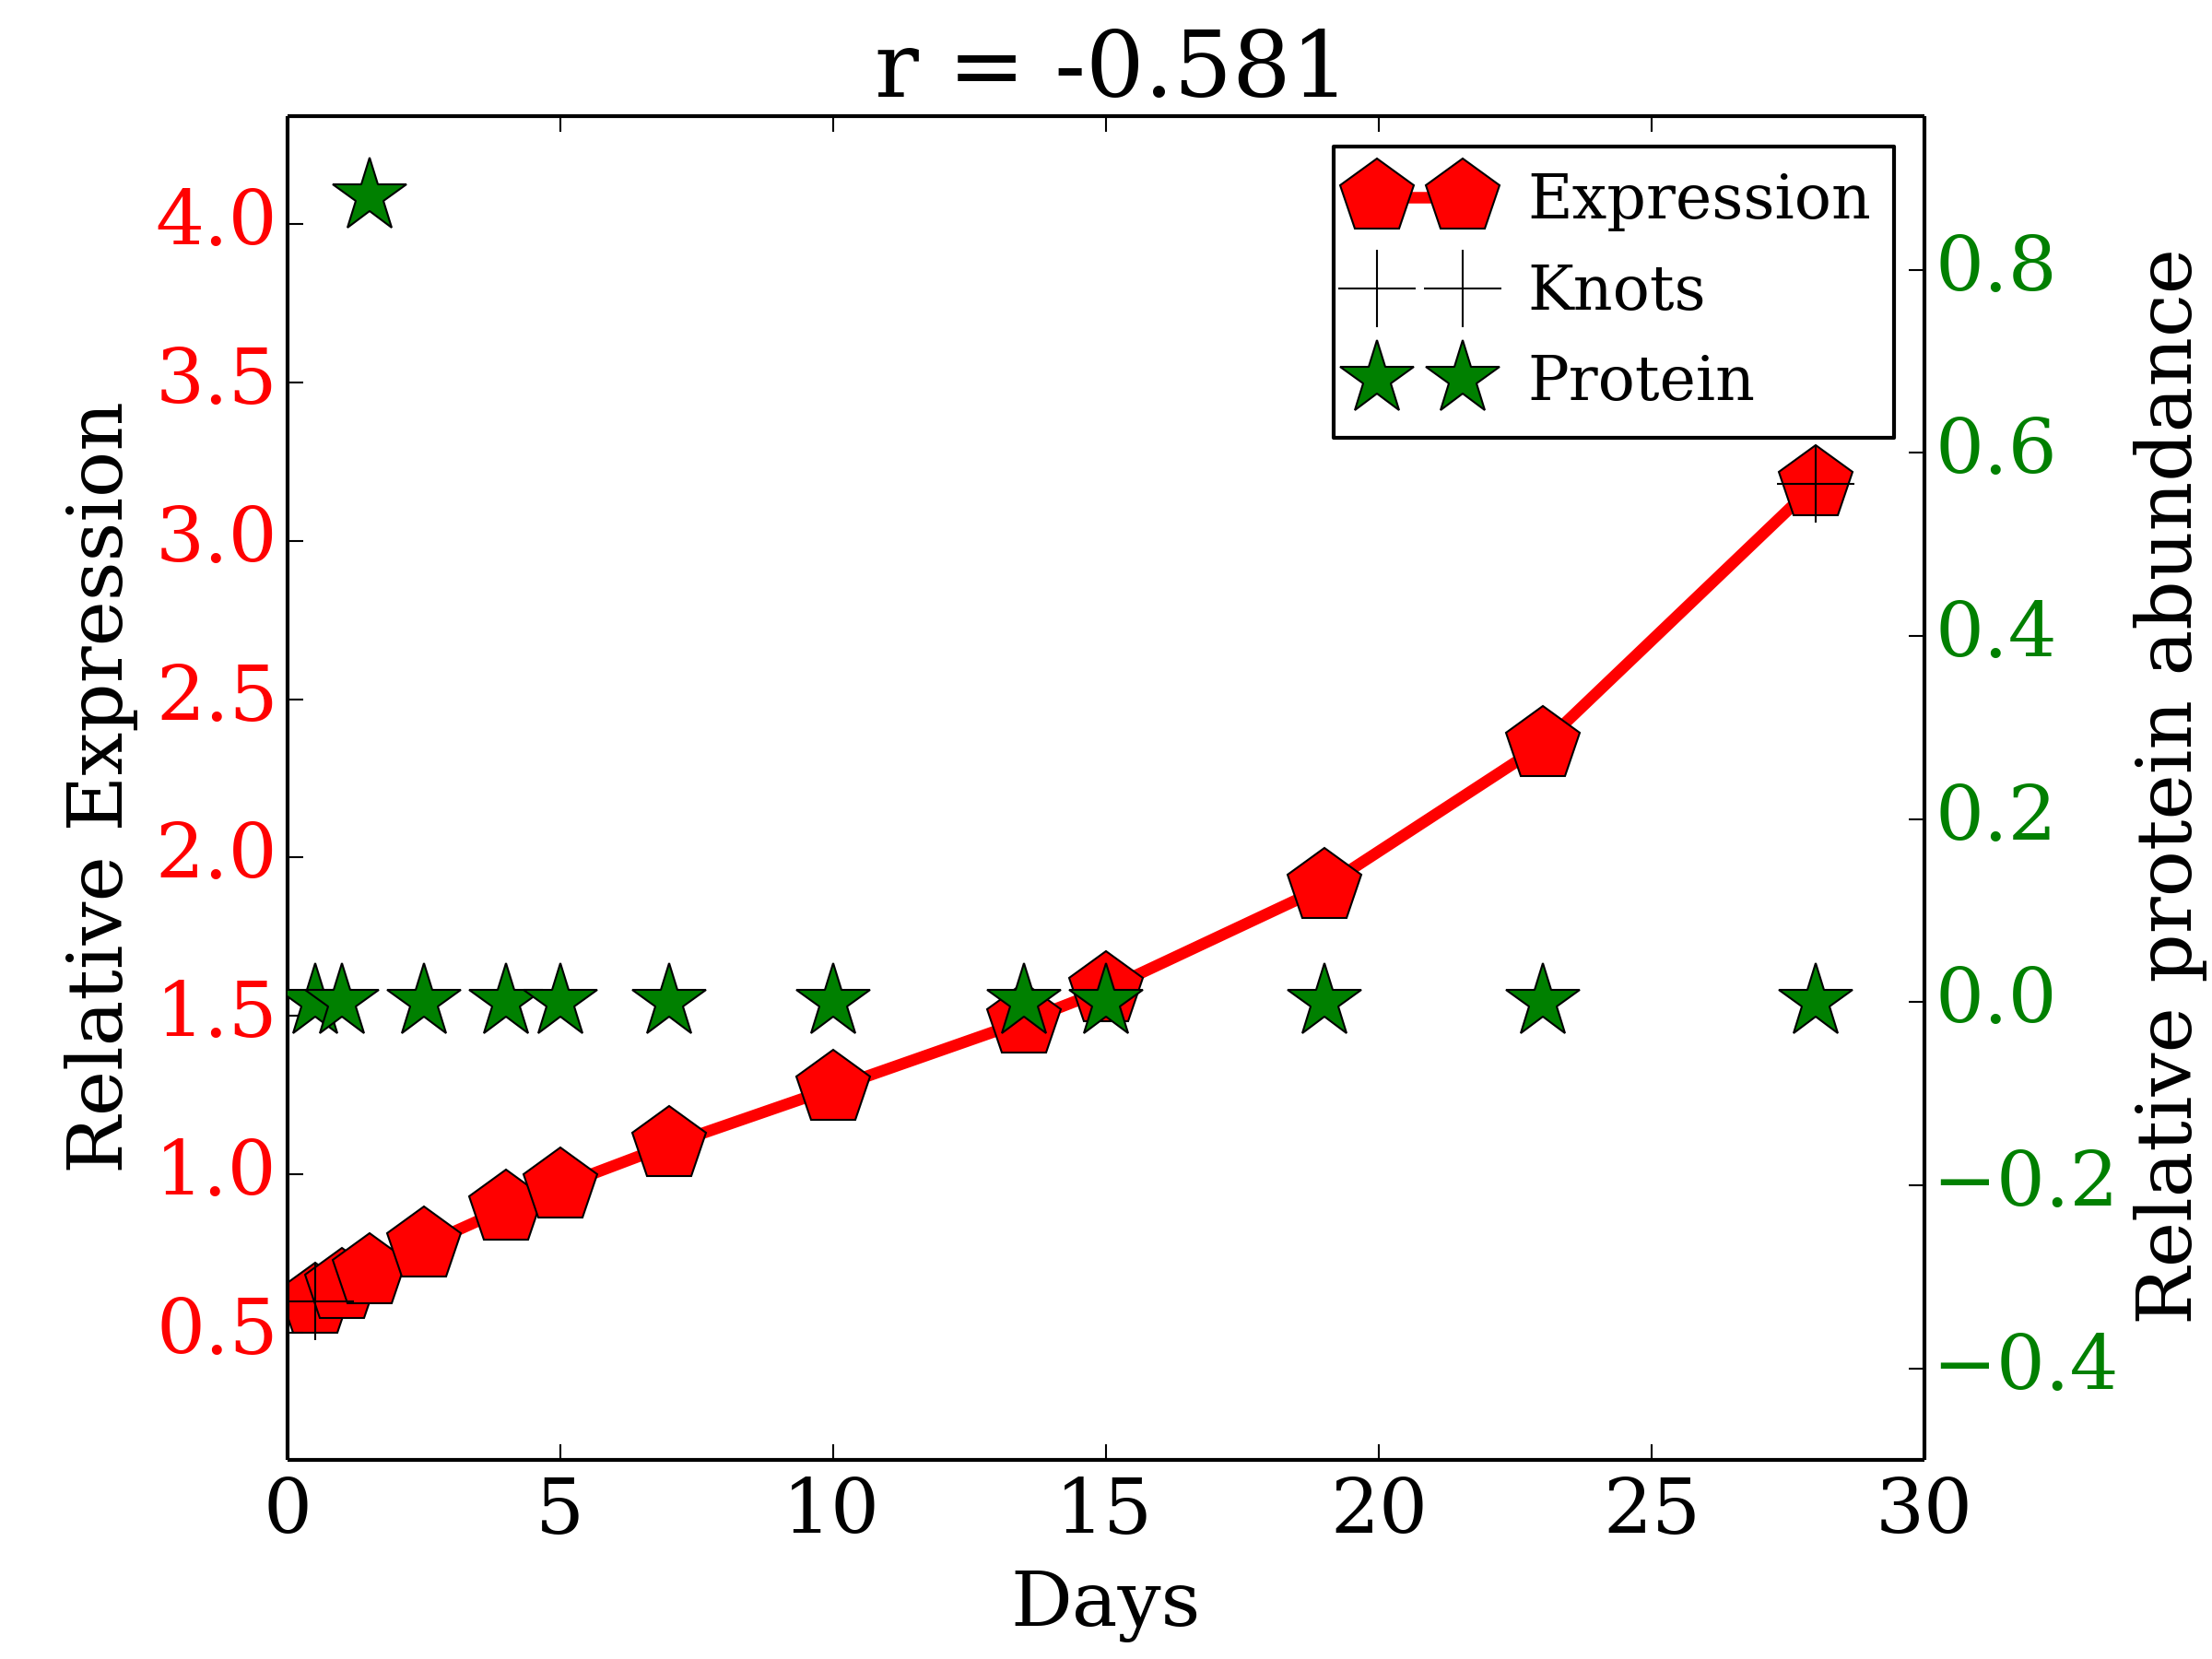 r = -0.581
Relative Expression
4.0
3.5
3.0
2.5
2.0
1.5
1.0
0.5
Expression
Knots
Protein
0.8
0.6
0.4
0.2
0.0
−0.2
−0.4
Relative protein abundance
0 5 10 15 20 25 30
Days